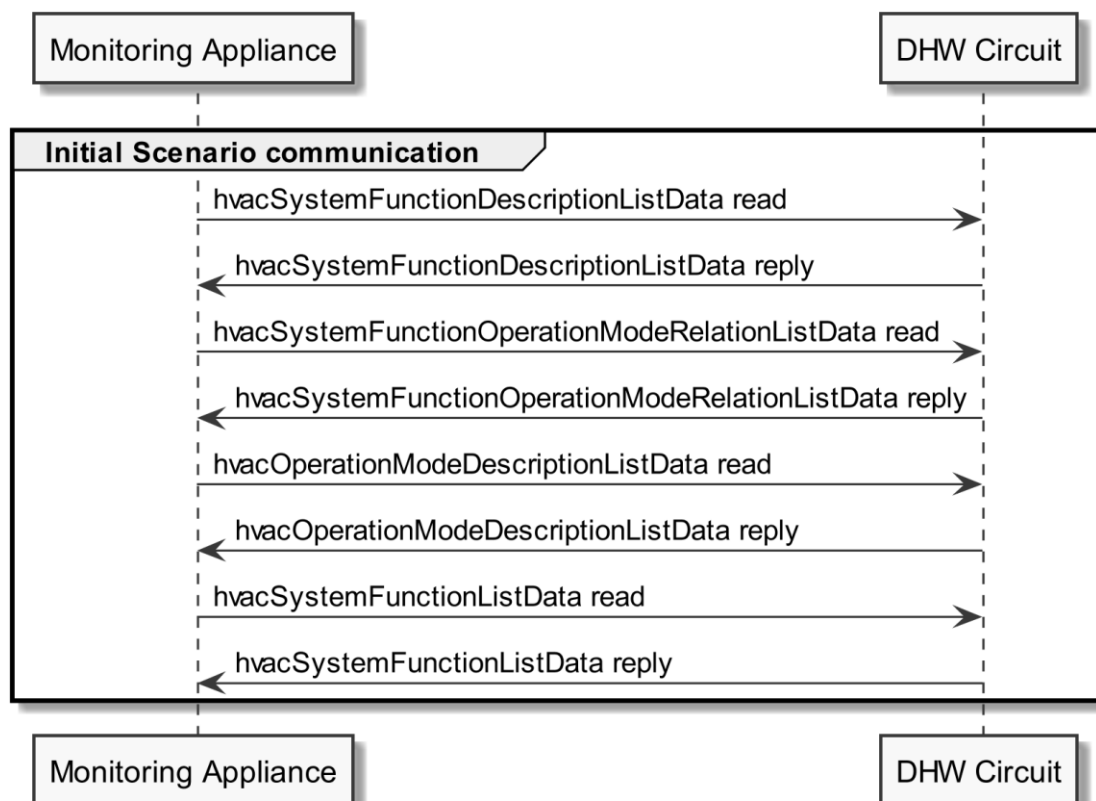 Monitoring Appliance
DHW Circuit
Initial Scenario communication
hvacSystemFunctionDescriptionListData read
hvacSystemFunctionDescriptionListData reply
hvacSystemFunctionOperationModeRelationListData read
hvacSystemFunctionOperationModeRelationListData reply
hvacOperationModeDescriptionListData read
hvacOperationModeDescriptionListData reply
hvacSystemFunctionListData read
hvacSystemFunctionListData reply
Monitoring Appliance
DHW Circuit